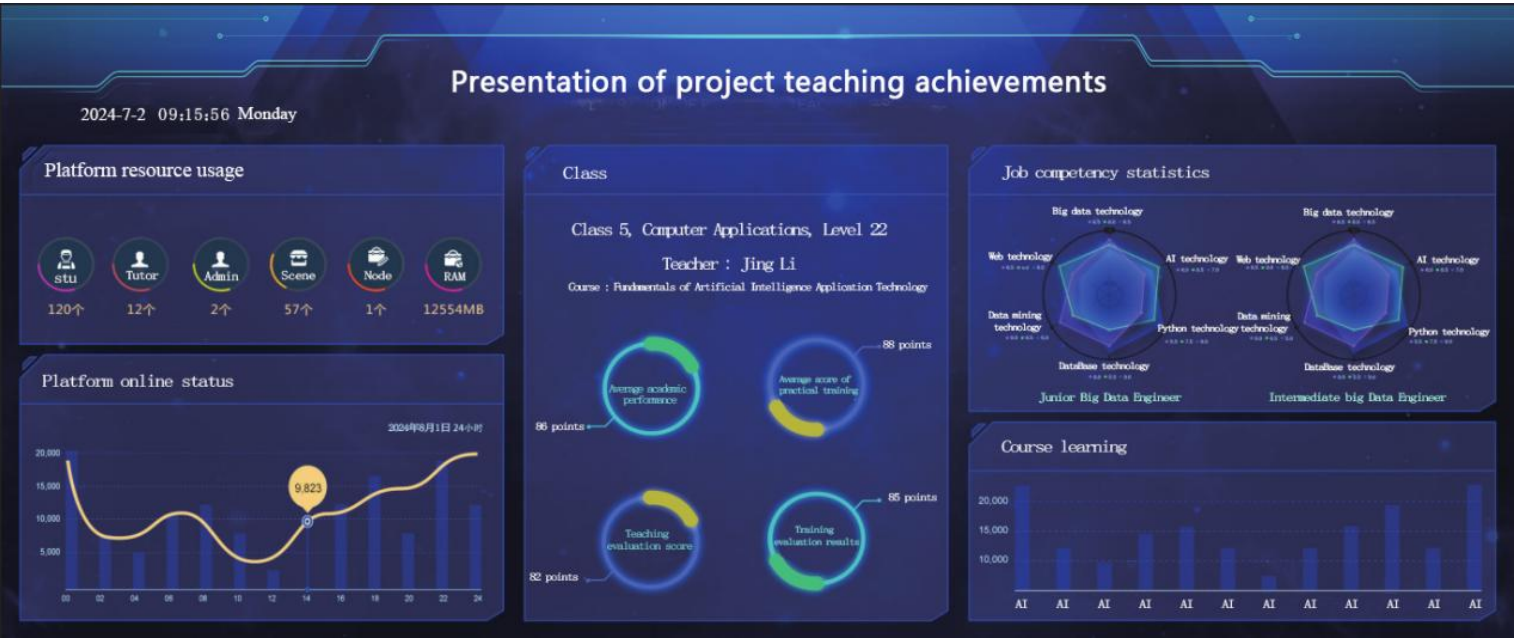 Presentation of project teaching achievements
2024-7-2 09:15:56 Monday
Platform resource usage
stu
Tutor
Admin
Scene
Node
RAM
120个
12个
2个
57个
1个
12554MB
Platform online status
2024年8月1日 24小时
20,000
15,000
10,000
5,000
9,823
00 02 04 06 08 10 12 14 16 18 20 22 24
Class
Class 5, Computer Applications, Level 22
Teacher : Jing Li
Course : Fundamentals of Artificial Intelligence Application Technology
Average academic
performance
86 points
Average score of
practical training
88 points
Teaching
evaluation score
82 points
Training
evaluation results
85 points
Job competency statistics
Big data technology
Web technology
AI technology
Data mining
technology
Python technology
DataBase technology
Junior Big Data Engineer
Big data technology
Web technology
AI technology
Data mining
technology
Python technology
DataBase technology
Intermediate big Data Engineer
Course learning
20,000
15,000
10,000
AI AI AI AI AI AI AI AI AI AI AI AI